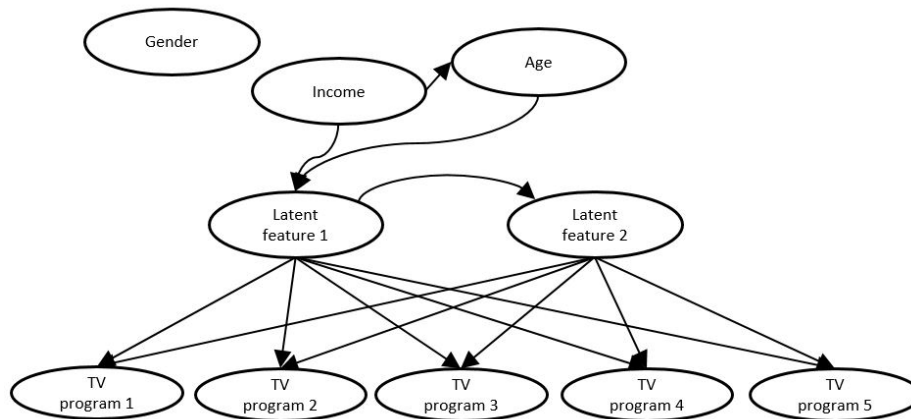 Gender
Income
Age
Latent
feature 1
Latent
feature 2
TV
program 1
TV
program 2
TV
program 3
TV
program 4
TV
program 5